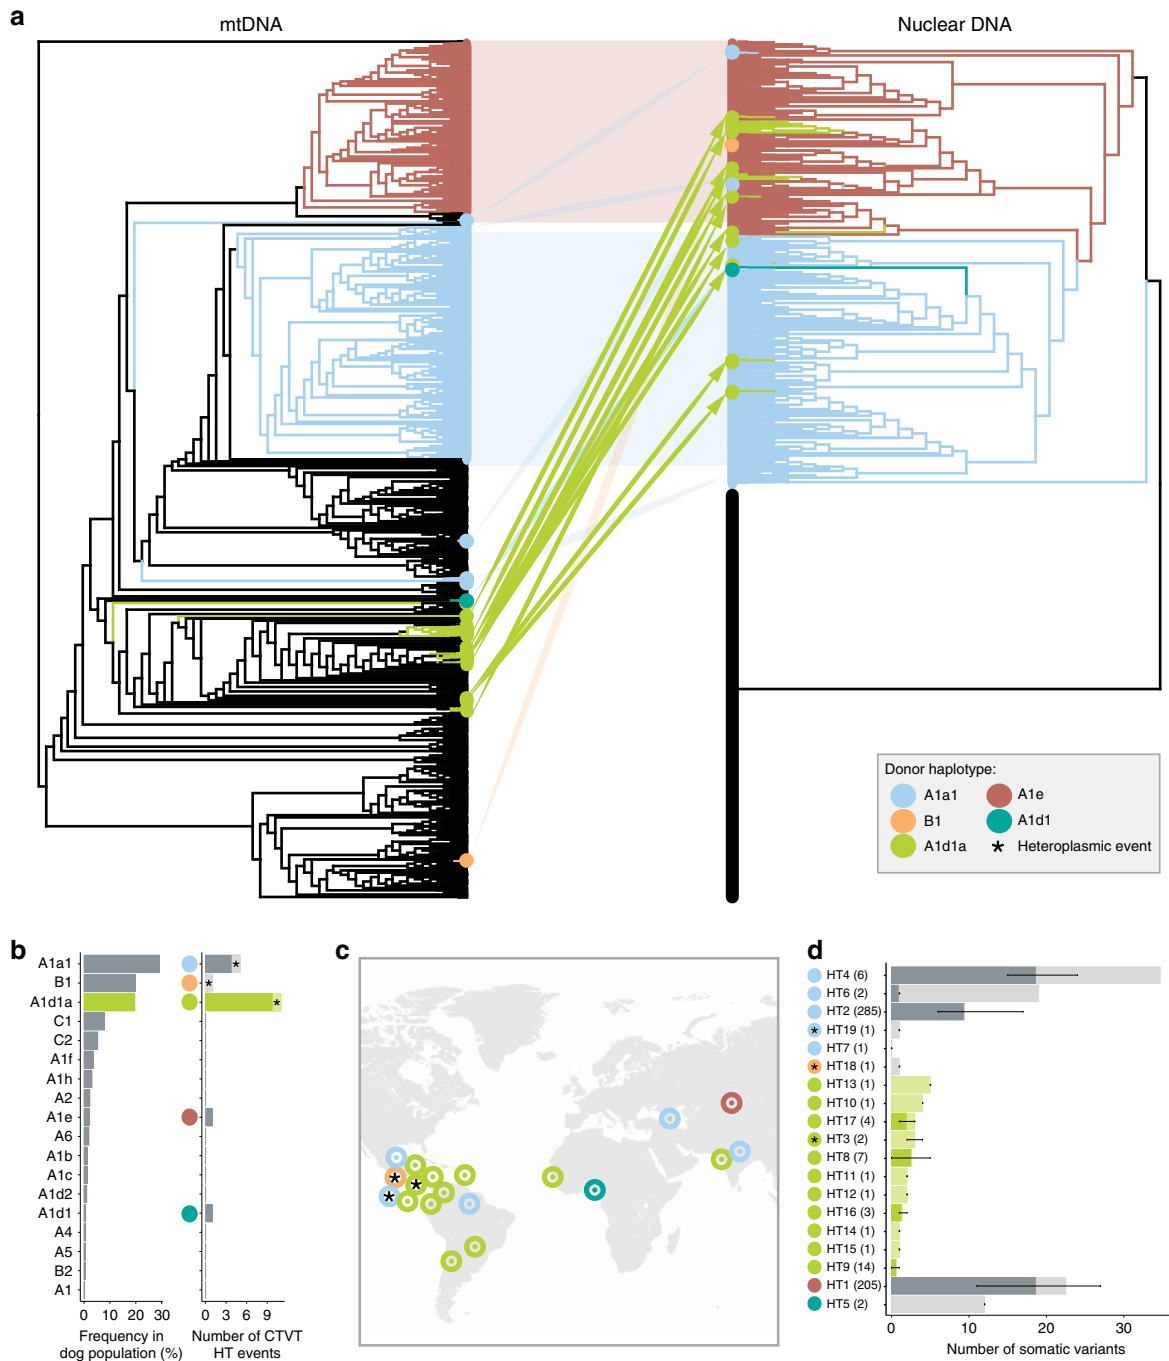 a
mtDNA
Nuclear DNA
Donor haplotype:
A1a1
A1e
B1
A1d1
A1d1a
* Heteroplasmic event
b
A1a1
*
B1
*
A1d1a
*
C1
C2
A1f
A1h
A2
A1e
A6
A1b
A1c
A1d2
A1d1
A4
A5
B2
A1
0 10 20 30
0 3 6 9
Frequency in
dog population (%)
Number of CTVT
HT events
c
*
*
*
d
HT4 (6)
HT6 (2)
HT2 (285)
* HT19 (1)
HT7 (1)
* HT18 (1)
HT13 (1)
HT10 (1)
HT17 (4)
* HT3 (2)
HT8 (7)
HT11 (1)
HT12 (1)
HT16 (3)
HT14 (1)
HT15 (1)
HT9 (14)
HT1 (205)
HT5 (2)
0 10 20 30
Number of somatic variants